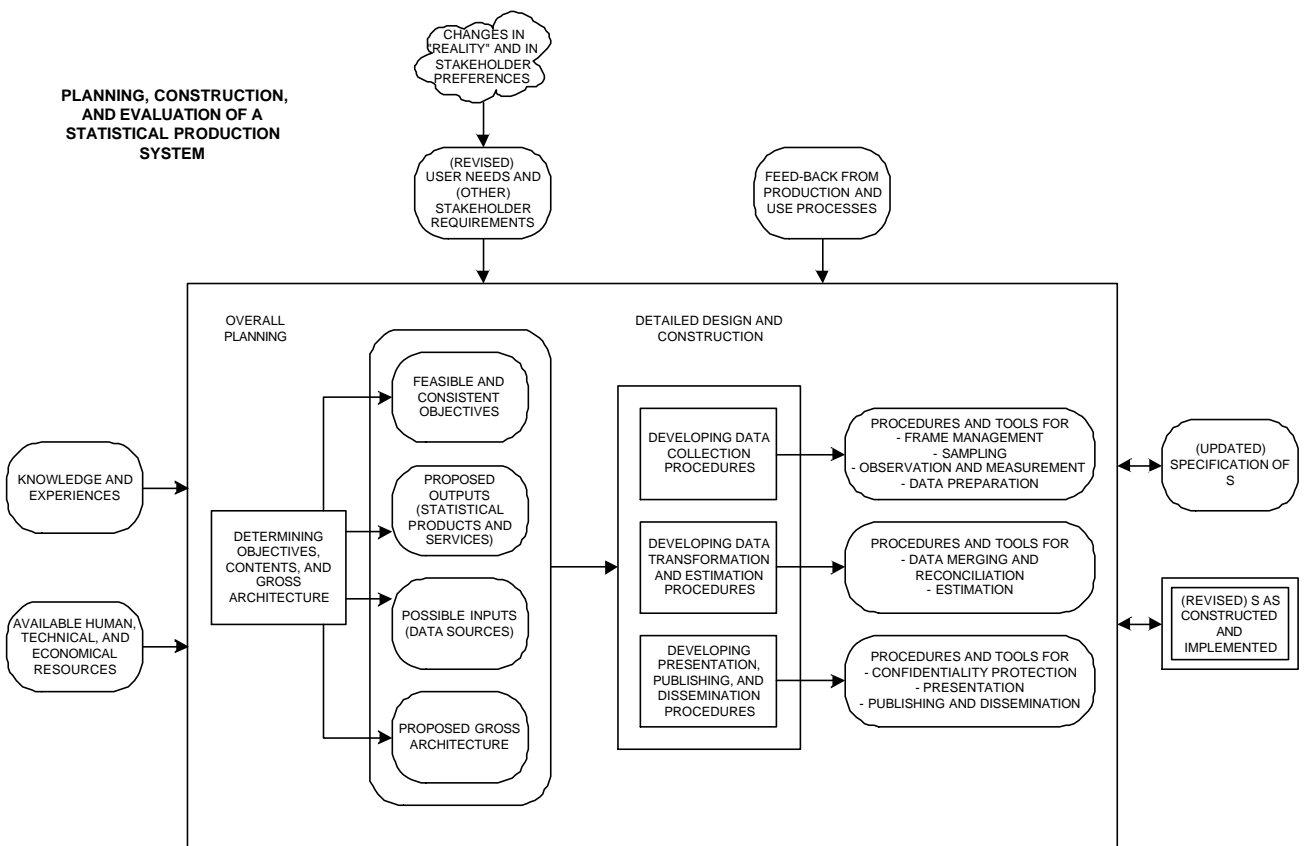 CHANGES IN
"REALITY" AND IN
STAKEHOLDER
PREFERENCES
PLANNING, CONSTRUCTION,
AND EVALUATION OF A
STATISTICAL PRODUCTION
SYSTEM
(REVISED)
USER NEEDS AND
(OTHER)
STAKEHOLDER
REQUIREMENTS
FEED-BACK FROM
PRODUCTION AND
USE PROCESSES
OVERALL
PLANNING
DETAILED DESIGN AND
CONSTRUCTION
KNOWLEDGE AND
EXPERIENCES
AVAILABLE HUMAN,
TECHNICAL, AND
ECONOMICAL
RESOURCES
DETERMINING
OBJECTIVES,
CONTENTS, AND
GROSS
ARCHITECTURE
FEASIBLE AND
CONSISTENT
OBJECTIVES
PROPOSED
OUTPUTS
(STATISTICAL
PRODUCTS AND
SERVICES)
POSSIBLE INPUTS
(DATA SOURCES)
PROPOSED GROSS
ARCHITECTURE
DEVELOPING DATA
COLLECTION
PROCEDURES
DEVELOPING DATA
TRANSFORMATION
AND ESTIMATION
PROCEDURES
DEVELOPING
PRESENTATION,
PUBLISHING, AND
DISSEMINATION
PROCEDURES
PROCEDURES AND TOOLS FOR
- FRAME MANAGEMENT
- SAMPLING
- OBSERVATION AND MEASUREMENT
- DATA PREPARATION
PROCEDURES AND TOOLS FOR
- DATA MERGING AND
RECONCILIATION
- ESTIMATION
PROCEDURES AND TOOLS FOR
- CONFIDENTIALITY PROTECTION
- PRESENTATION
- PUBLISHING AND DISSEMINATION
(UPDATED)
SPECIFICATION OF
S
(REVISED) S AS
CONSTRUCTED
AND
IMPLEMENTED